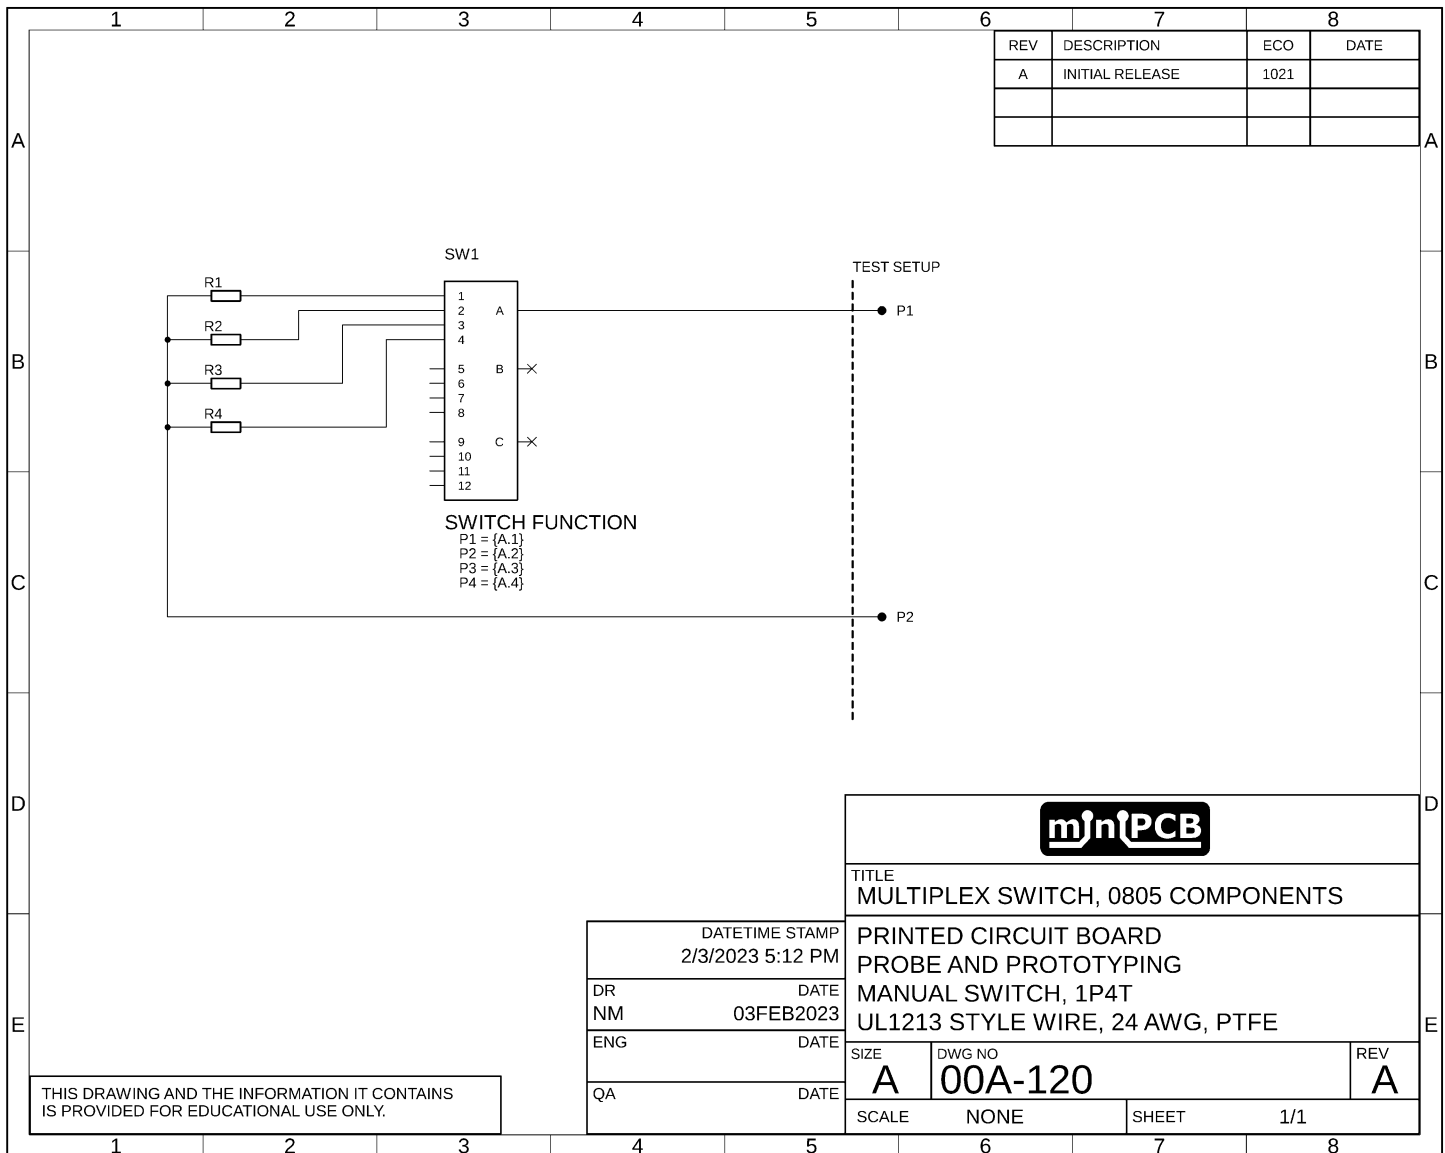 1 2 3 4 5 6 7 8
REV DESCRIPTION ECO DATE
A INITIAL RELEASE 1021
A A
SW1
TEST SETUP
R1
1
2 A P1
R2
3
4
B B
R3
5 B
6
7
R4
8
9 C
10
11
12
SWITCH FUNCTION
P1 = {A.1}
P2 = {A.2}
P3 = {A.3}
P4 = {A.4}
C C
P2
D D
miniPCB
TITLE
MULTIPLEX SWITCH, 0805 COMPONENTS
DATETIME STAMP
2/3/2023 5:12 PM
PRINTED CIRCUIT BOARD
PROBE AND PROTOTYPING
MANUAL SWITCH, 1P4T
UL1213 STYLE WIRE, 24 AWG, PTFE
DR DATE
NM 03FEB2023
E E
ENG DATE
QA DATE
SIZE DWG NO REV
A 00A-120 A
SCALE NONE SHEET 1/1
THIS DRAWING AND THE INFORMATION IT CONTAINS
IS PROVIDED FOR EDUCATIONAL USE ONLY.
1 2 3 4 5 6 7 8